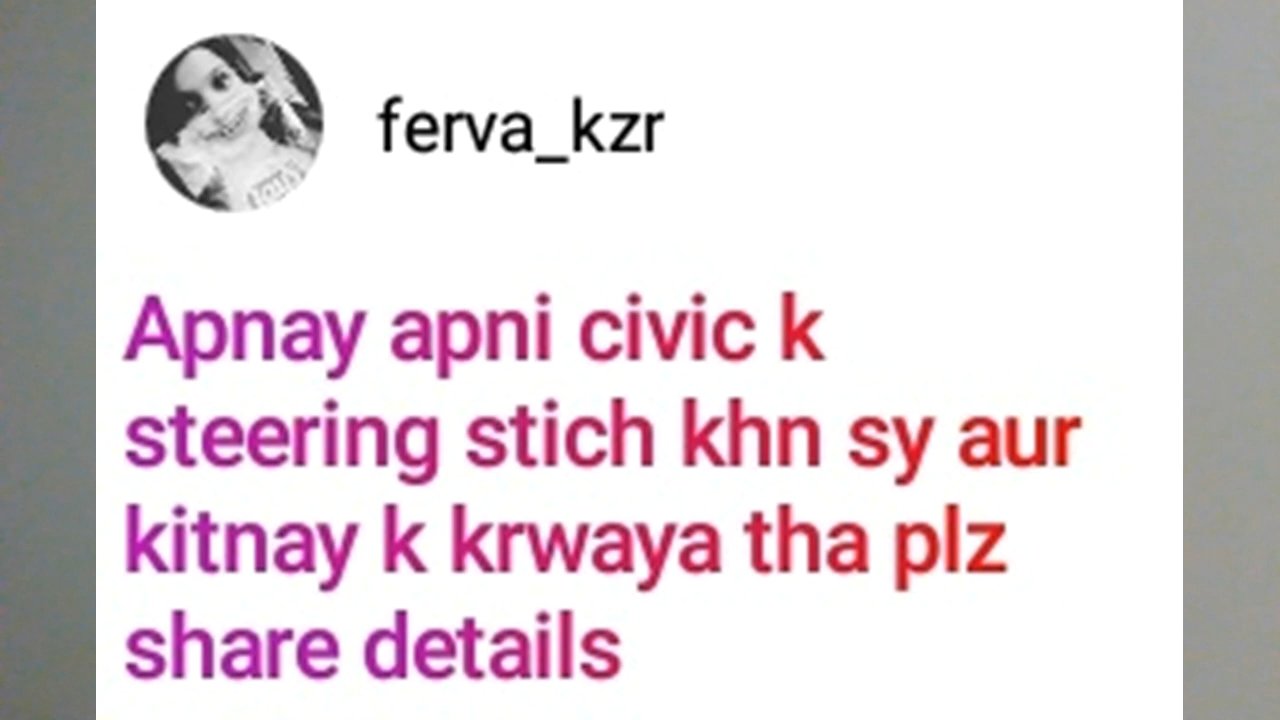 ferva_kzr
Apnay apni civic k
steering stich khn sy aur
kitnay k krwaya tha plz
share details